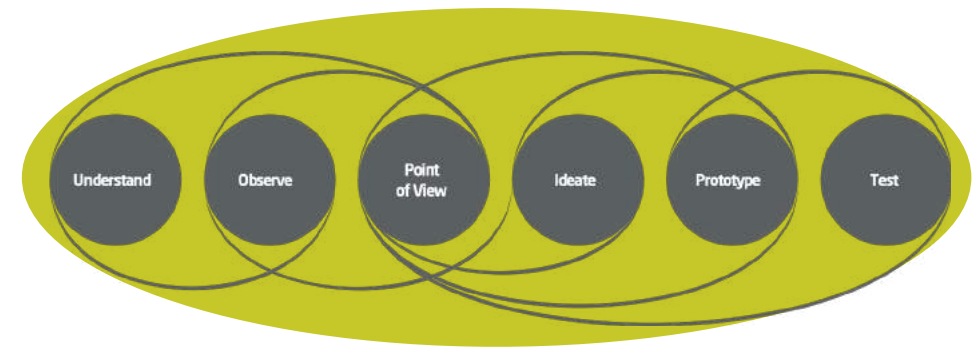 Understand
Observe
Point
of View
Ideate
Prototype
Test